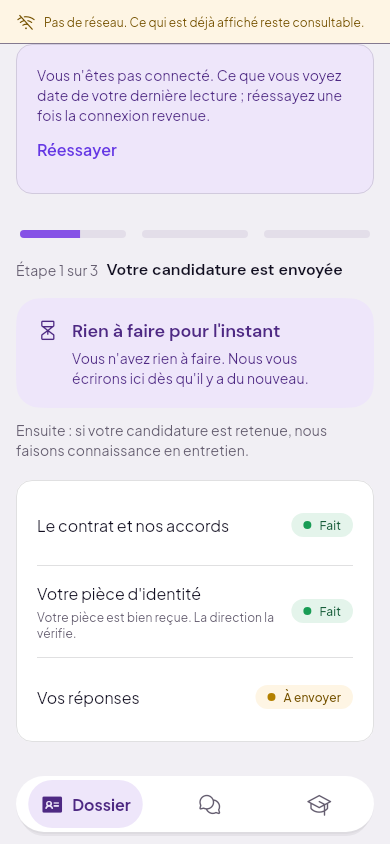 Pas de réseau. Ce qui est déjà affiché reste consultable.
Vous n'êtes pas connecté. Ce que vous voyez
date de votre dernière lecture ; réessayez une
fois la connexion revenue.
Réessayer
Étape 1 sur 3 Votre candidature est envoyée
Rien à faire pour l'instant
Vous n'avez rien à faire. Nous vous
écrirons ici dès qu'il y a du nouveau.
Ensuite : si votre candidature est retenue, nous
faisons connaissance en entretien.
Le contrat et nos accords Fait
Votre pièce d'identité
Votre pièce est bien reçue. La direction la
vérifie.
Fait
Vos réponses À envoyer
Dossier